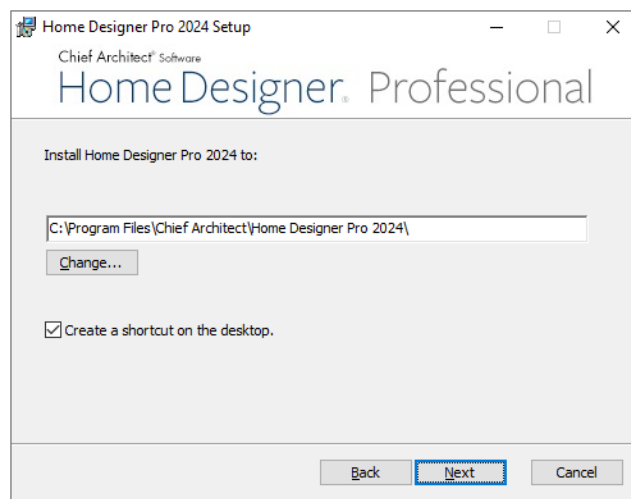 Home Designer Pro 2024 Setup
Chief Architect® Software
Home Designer® Professional
Install Home Designer Pro 2024 to:
C:\Program Files\Chief Architect\Home Designer Pro 2024\
Change...
Create a shortcut on the desktop.
Back Next Cancel